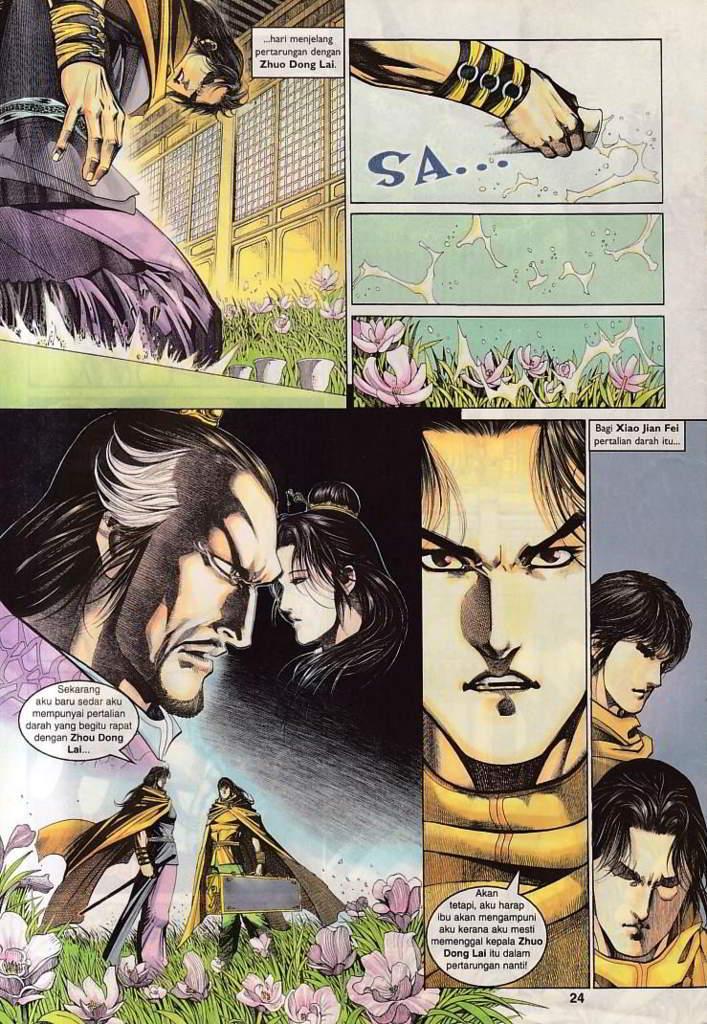 ...hari menjelang
pertarungan dengan
Zhuo Dong Lai.
SA...
Sekarang
aku baru sedar aku
mempunyai pertalian
darah yang begitu rapat
dengan Zhou Dong
Lai...
Bagi Xiao Jian Fei
pertalian darah itu...
Akan
tetapi, aku harap
ibu akan mengampuni
aku kerana aku mesti
memenggal kepala Zhuo
Dong Lai itu dalam
pertarungan nanti!
24